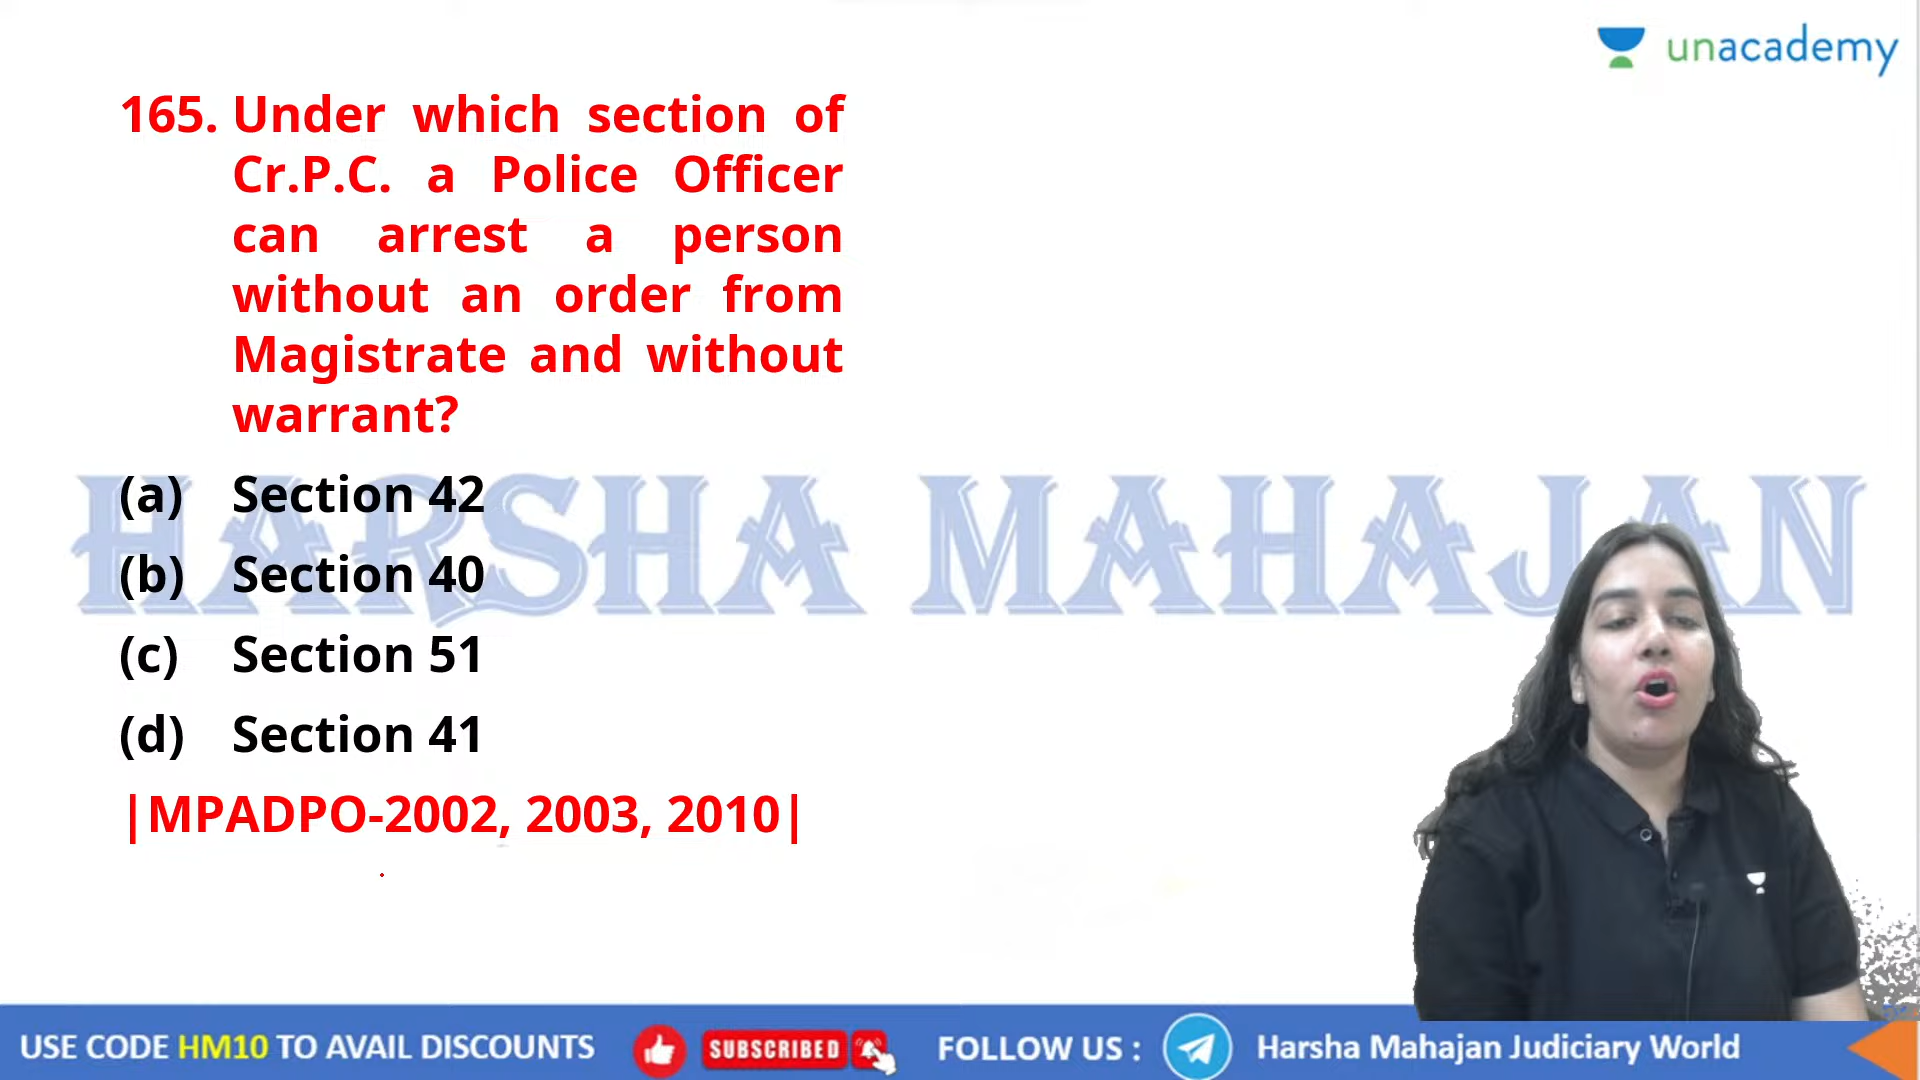 unacademy
165. Under which section of
Cr.P.C. a Police Officer
can arrest a person
without an order from
Magistrate and without
warrant?
HARSHA MAHAJAN
(a) Section 42
(b) Section 40
(c) Section 51
(d) Section 41
|MPADPO-2002, 2003, 2010|
USE CODE HM10 TO AVAIL DISCOUNTS
SUBSCRIBED
FOLLOW US :
Harsha Mahajan Judiciary World